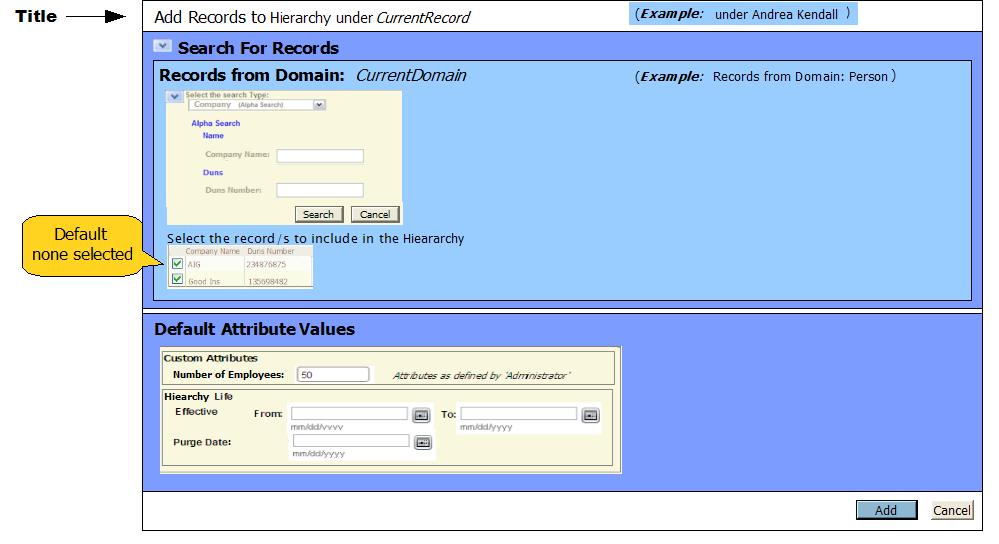 Title
Add Records to Hierarchy under CurrentRecord
(Example: under Andrea Kendall )
Search For Records
Records from Domain: CurrentDomain
(Example: Records from Domain: Person )
Select the search Type:
Company (Alpha Search)
Alpha Search
Name
Company Name:
Duns
Duns Number:
Search Cancel
Default
none selected
Select the record/s to include in the Hieararchy
Company Name Duns Number
AIG 234876875
Good Ins 135698482
Default Attribute Values
Custom Attributes
Number of Employees: 50 Attributes as defined by 'Administrator'
Hiearchy Life
Effective From: To:
mm/dd/yyyy mm/dd/yyyy
Purge Date:
mm/dd/yyyy
Add Cancel